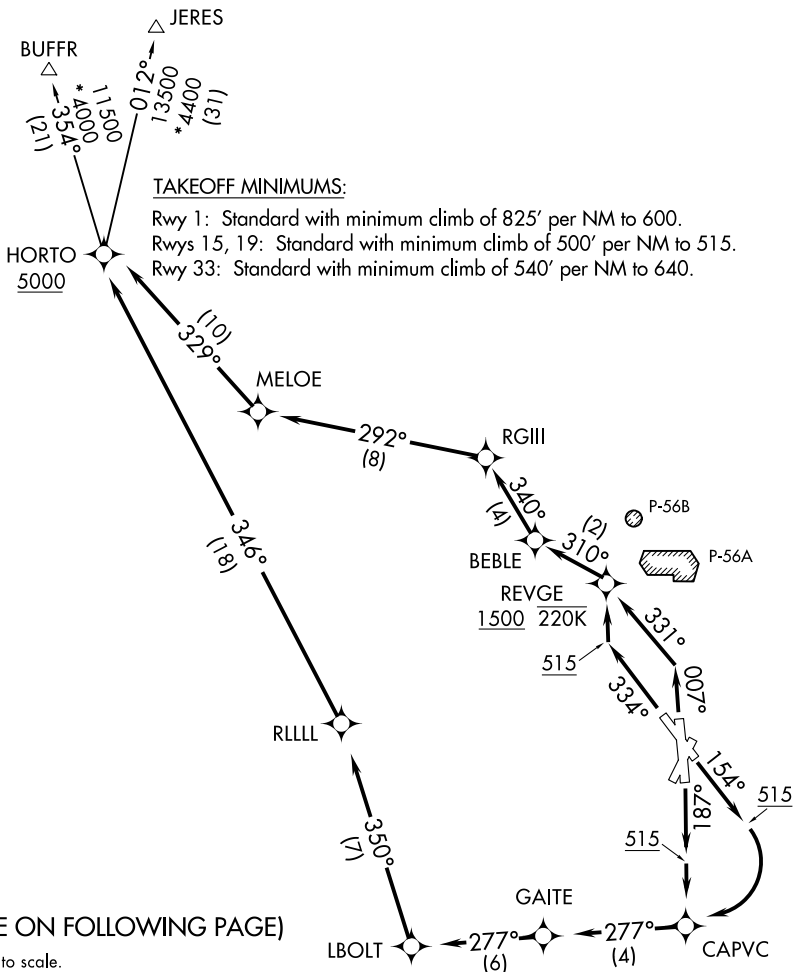 JERES
BUFFR
012°
13500
*4400
(31)
11500
*4000
354°
(21)
TAKEOFF MINIMUMS:
Rwy 1: Standard with minimum climb of 825' per NM to 600.
Rwys 15, 19: Standard with minimum climb of 500' per NM to 515.
Rwy 33: Standard with minimum climb of 540' per NM to 640.
HORTO
5000
(10)
329°
MELOE
292°
(8)
RGIII
340°
(4)
P-56B
(2)
310°
P-56A
BEBLE
REVGE
1500 220K
346°
(18)
515
331°
334°
007°
RLLLL
154°
515
187°
515
350°
(7)
GAITE
E ON FOLLOWING PAGE)
LBOLT
277°
(6)
277°
(4)
CAPVC
to scale.